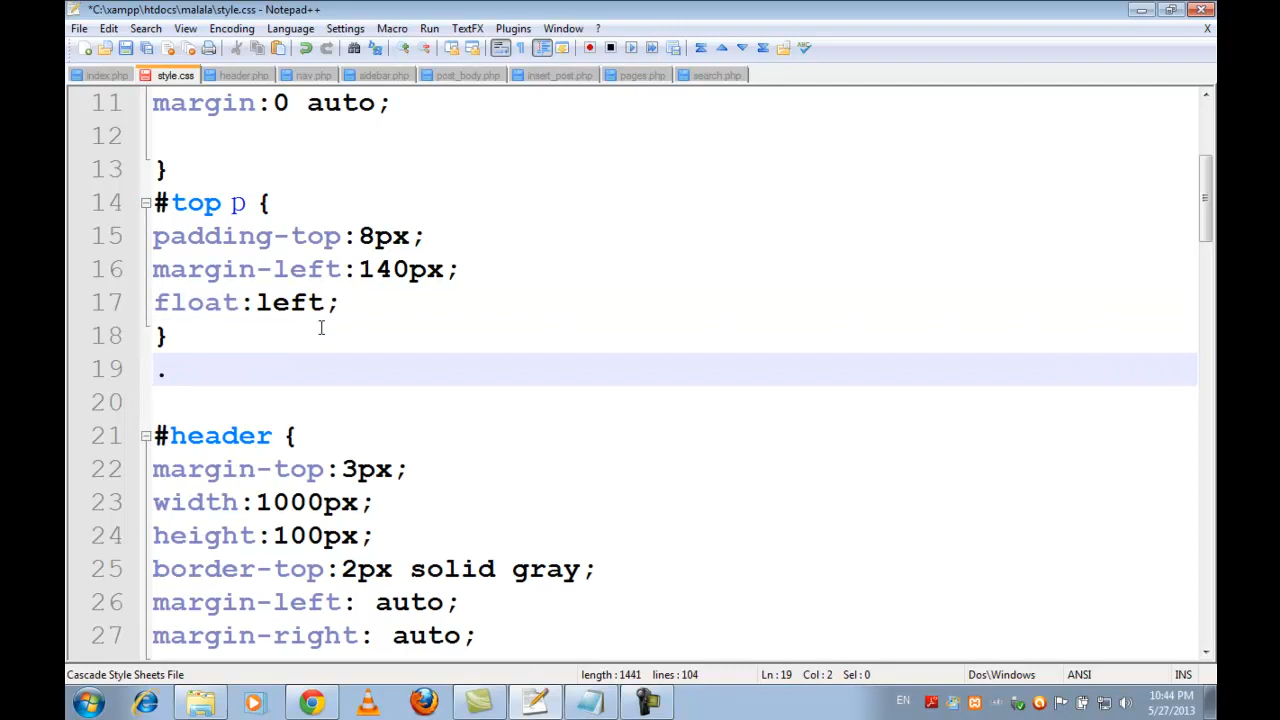 *C:\xampp\htdocs\malala\style.css - Notepad++
File Edit Search View Encoding Language Settings Macro Run TextFX Plugins Window ? X
index.php style.css header.php nav.php sidebar.php post_body.php insert_post.php pages.php search.php
11 margin:0 auto;
12
13 }
14 #top p {
15 padding-top:8px;
16 margin-left:140px;
17 float:left;
18 }
19 .
20
21 #header {
22 margin-top:3px;
23 width:1000px;
24 height:100px;
25 border-top:2px solid gray;
26 margin-left: auto;
27 margin-right: auto;
Cascade Style Sheets File length : 1441 lines : 104 Ln : 19 Col : 2 Sel : 0 Dos\Windows ANSI INS
EN 10:44 PM
5/27/2013